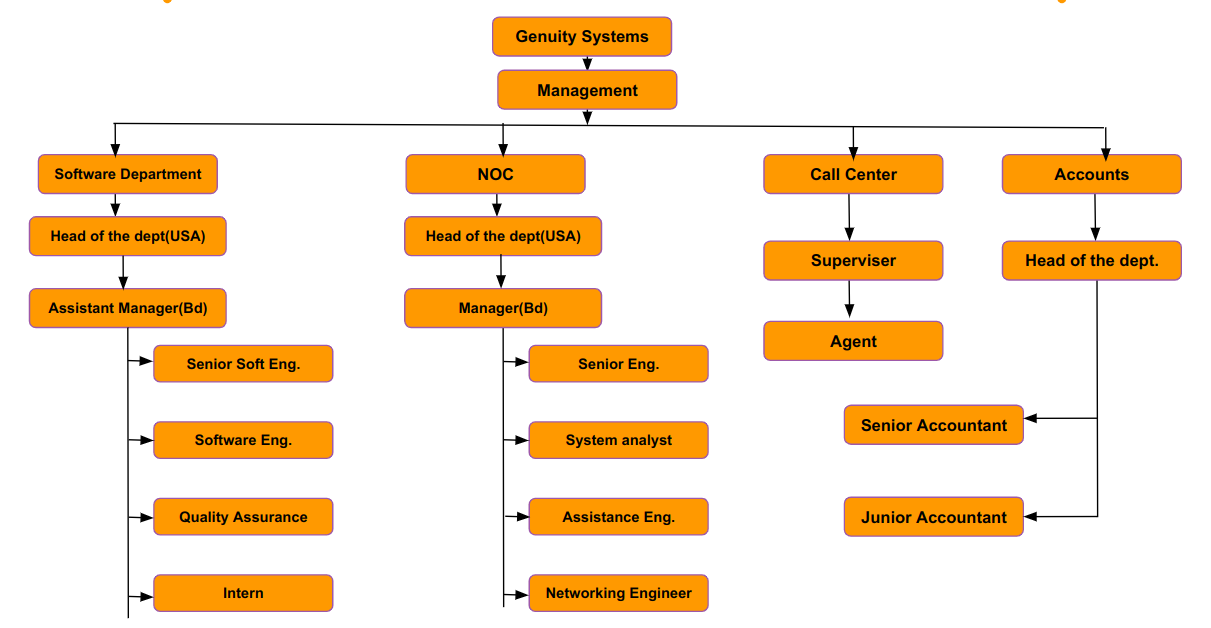 Genuity Systems
Management
Software Department
NOC
Call Center
Accounts
Head of the dept(USA)
Head of the dept(USA)
Superviser
Head of the dept.
Assistant Manager(Bd)
Manager(Bd)
Agent
Senior Soft Eng.
Senior Eng.
Senior Accountant
Software Eng.
System analyst
Junior Accountant
Quality Assurance
Assistance Eng.
Intern
Networking Engineer